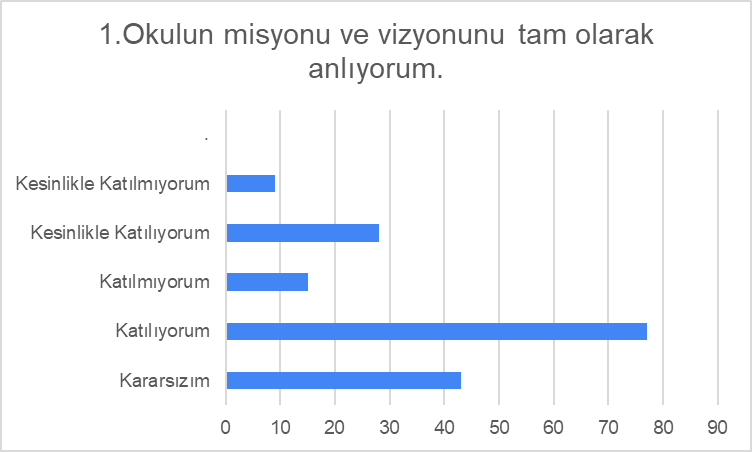 1.Okulun misyonu ve vizyonunu tam olarak
anlıyorum.
.
Kesinlikle Katılmıyorum
Kesinlikle Katılıyorum
Katılmıyorum
Katılıyorum
Kararsızım
0 10 20 30 40 50 60 70 80 90